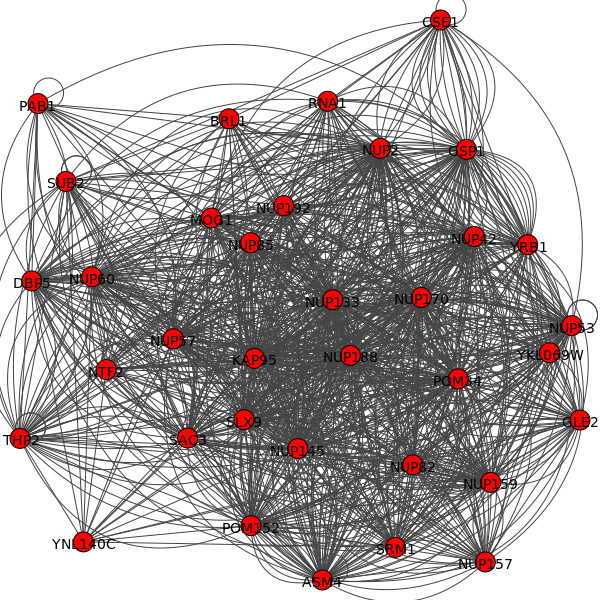 CSE1
PAB1
RNA1
BRL1
NUP2
GSP1
SUB2
NUP192
MOG1
NUP85
NUP42
YRB1
DBP5
NUP60
NUP133
NUP170
NUP53
NUP57
YKL069W
KAP95
NUP188
NTF2
POM34
SLX9
GLE2
THP2
SAC3
NUP145
NUP82
NUP159
POM152
YNL140C
SRM1
NUP157
ASM4